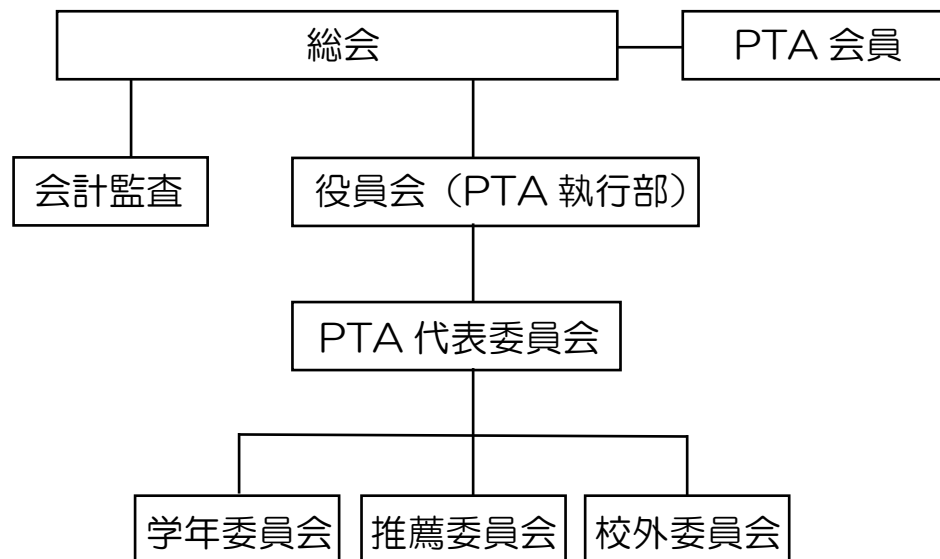 総会
PTA 会員
会計監査
役員会（PTA 執行部）
PTA 代表委員会
学年委員会
推薦委員会
校外委員会